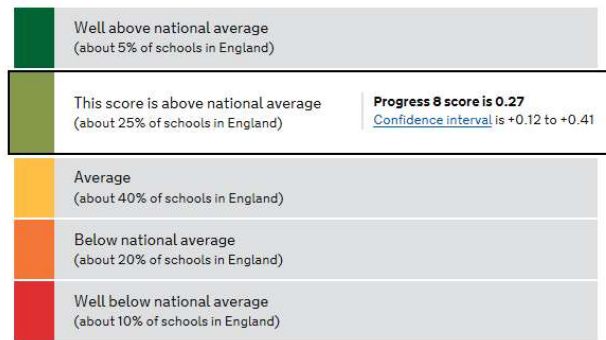 Well above national average
(about 5% of schools in England)
This score is above national average
(about 25% of schools in England)
Progress 8 score is 0.27
Confidence interval is +0.12 to +0.41
Average
(about 40% of schools in England)
Below national average
(about 20% of schools in England)
Well below national average
(about 10% of schools in England)